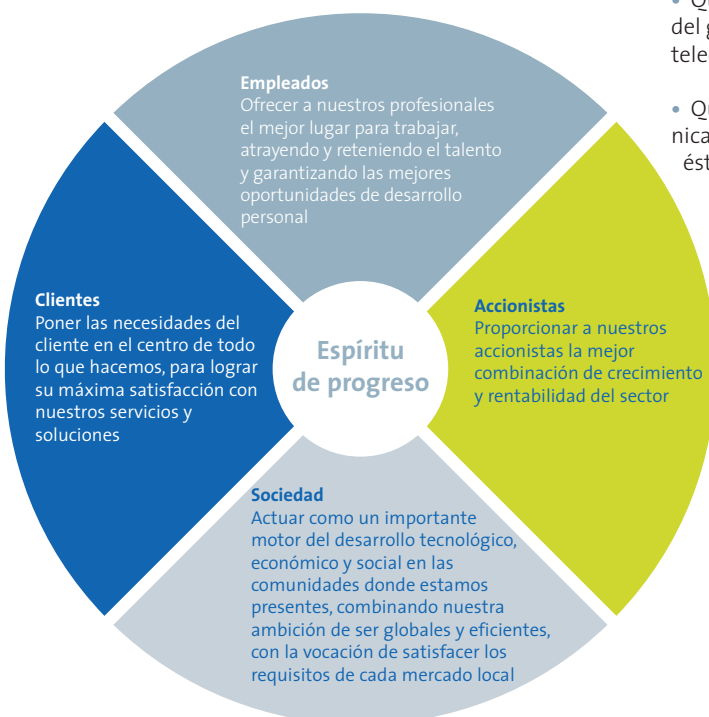 • Qu
del g
tele
• Qu
nica
ést
Empleados
Ofrecer a nuestros profesionales
el mejor lugar para trabajar,
atrayendo y reteniendo el talento
y garantizando las mejores
oportunidades de desarrollo
personal
Clientes
Poner las necesidades del
cliente en el centro de todo
lo que hacemos, para lograr
su máxima satisfacción con
nuestros servicios y
soluciones
Espíritu
de progreso
Accionistas
Proporcionar a nuestros
accionistas la mejor
combinación de crecimiento
y rentabilidad del sector
Sociedad
Actuar como un importante
motor del desarrollo tecnológico,
económico y social en las
comunidades donde estamos
presentes, combinando nuestra
ambición de ser globales y eficientes,
con la vocación de satisfacer los
requisitos de cada mercado local